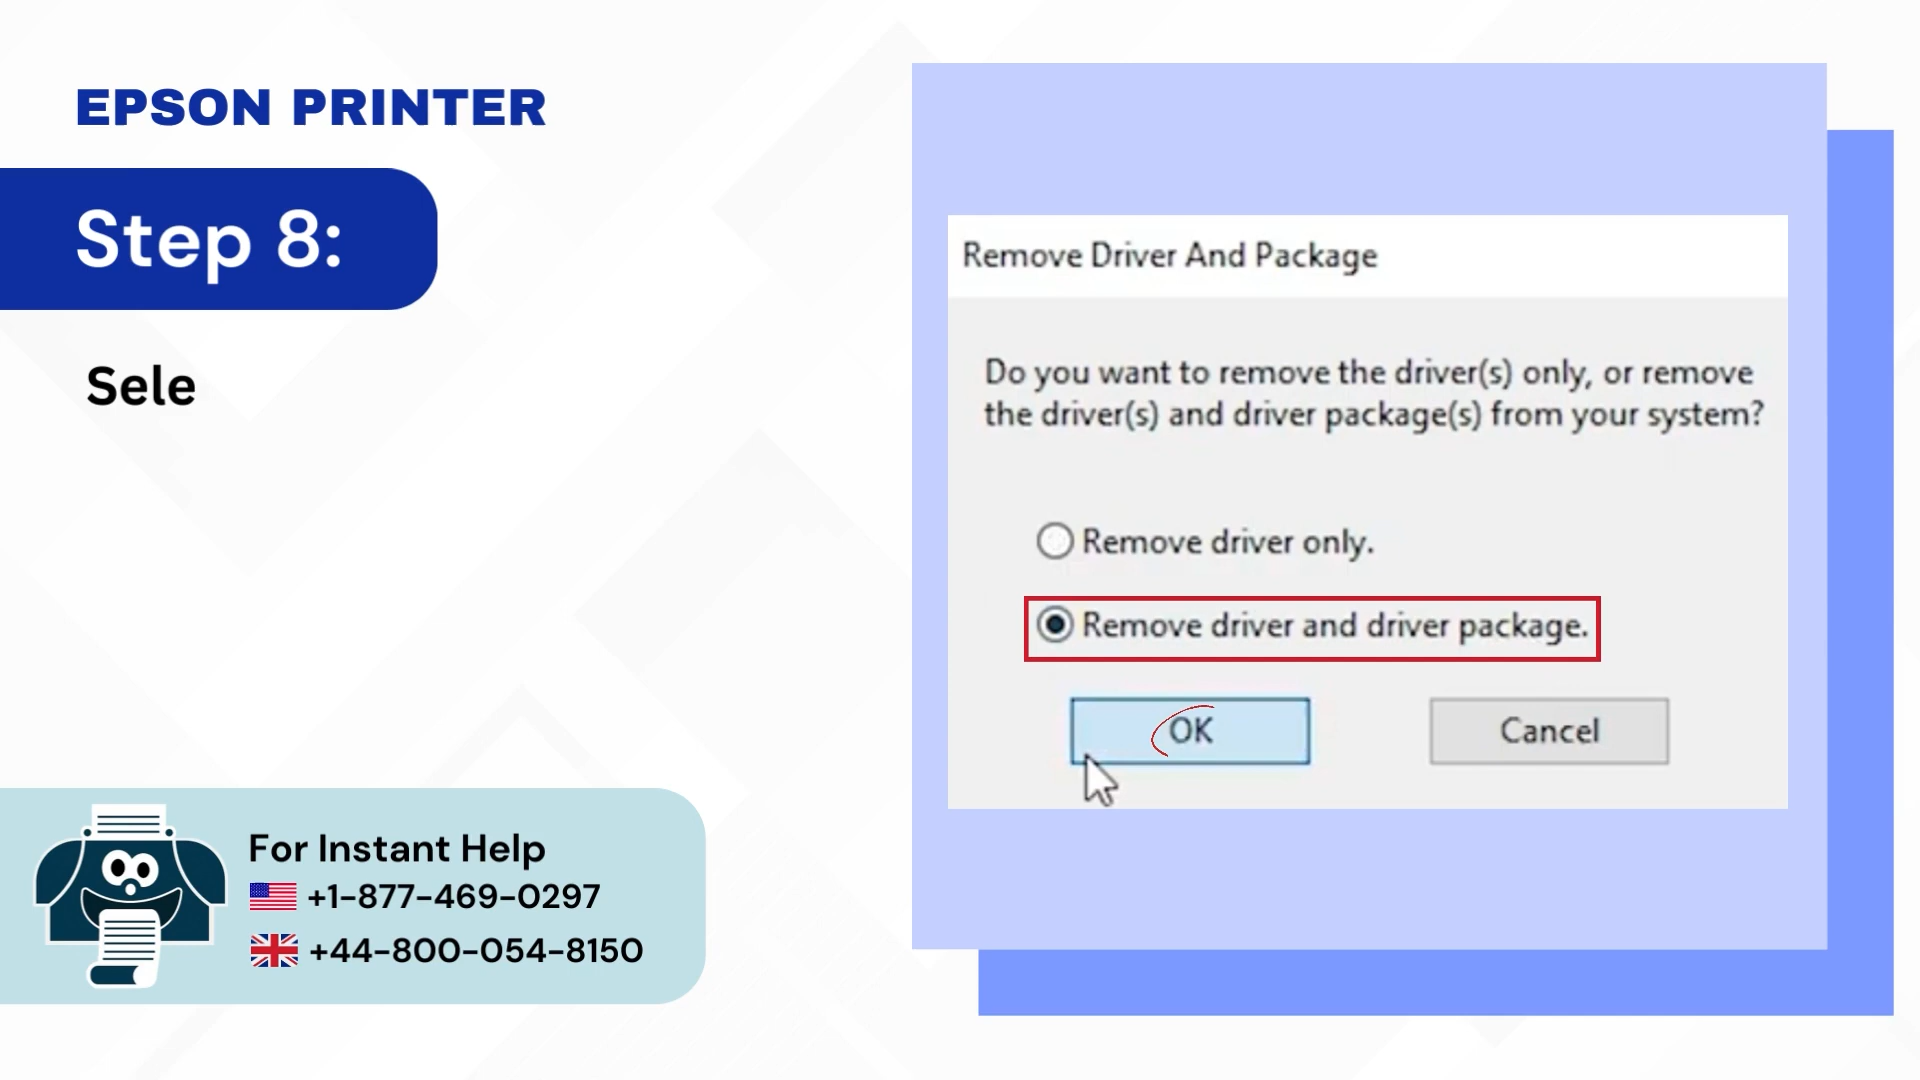 EPSON PRINTER
Step 8:
Sele
For Instant Help
+1-877-469-0297
+44-800-054-8150
Remove Driver And Package
Do you want to remove the driver(s) only, or remove
the driver(s) and driver package(s) from your system?
Remove driver only.
Remove driver and driver package.
OK
Cancel